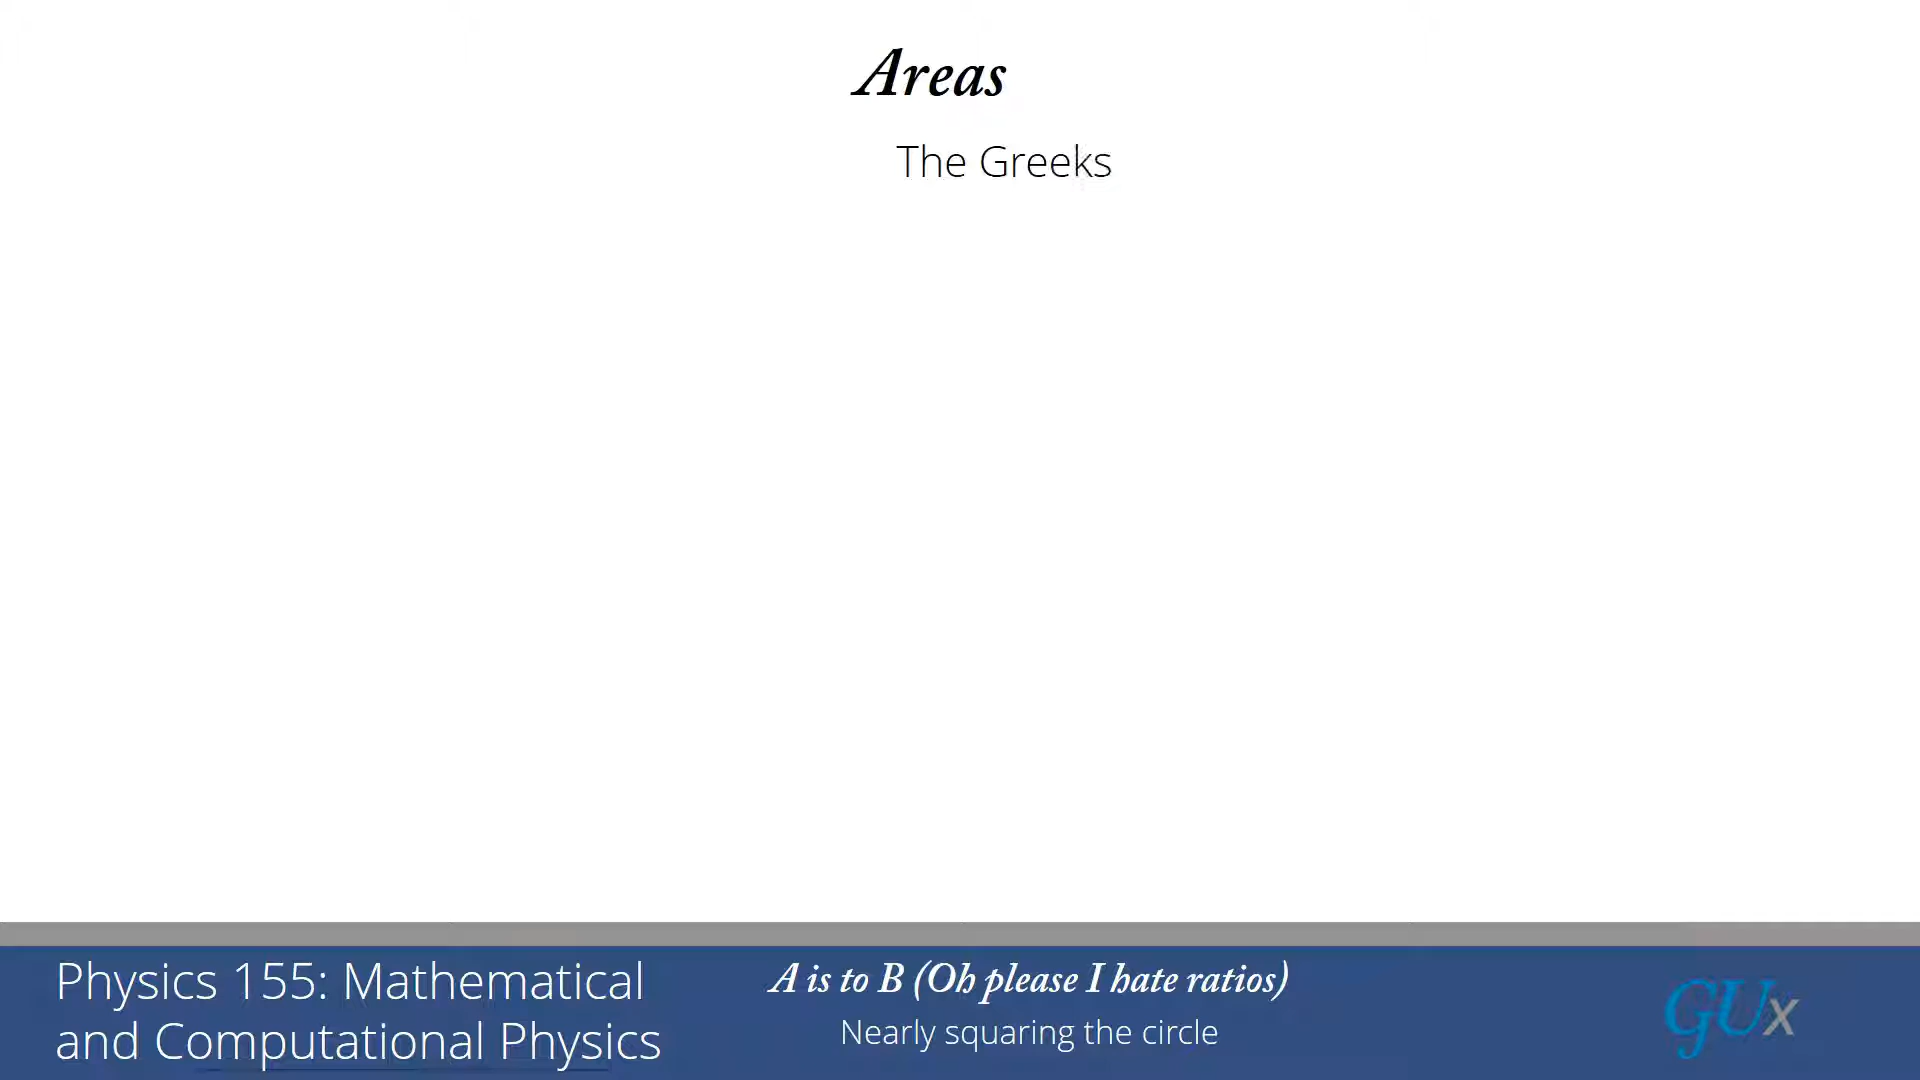 Areas
The Greeks
Physics 155: Mathematical
and Computational Physics
A is to B (Oh please I hate ratios)
Nearly squaring the circle
GUx